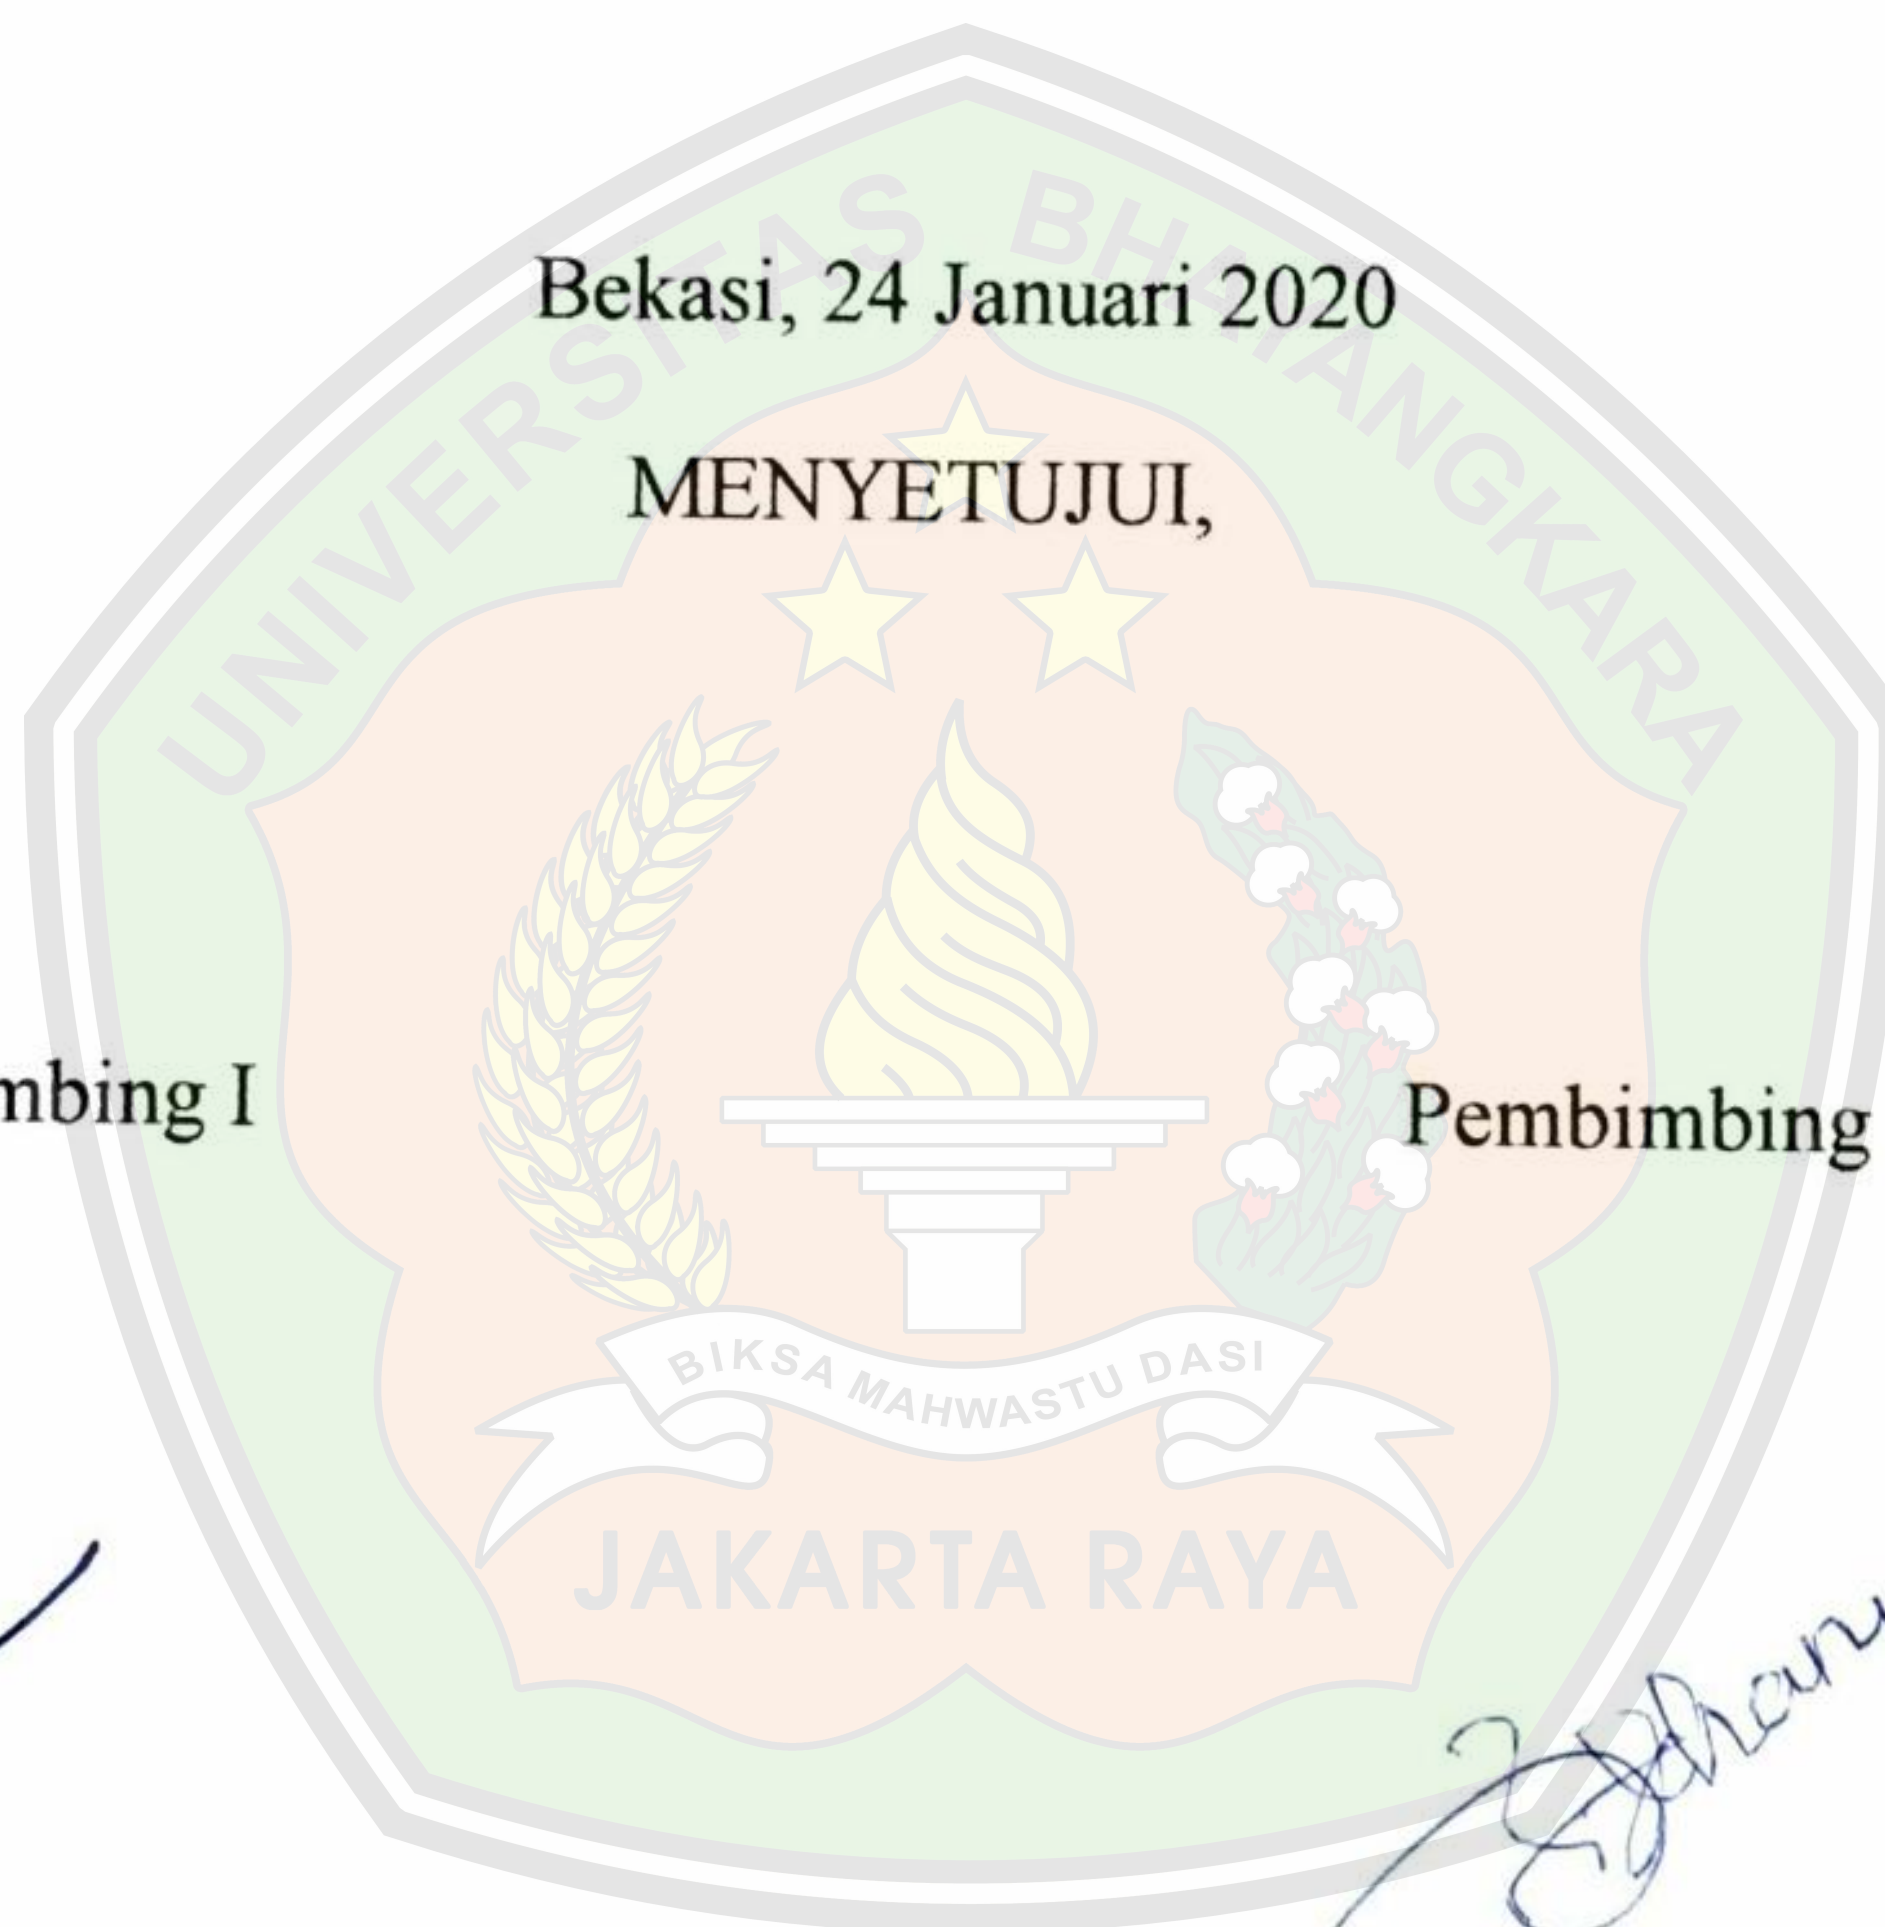 UNIVERSITAS BHAYANGKARA
Bekasi, 24 Januari 2020
MENYETUJUI,
mbing I
Pembimbing
BIKSA MAHWASTU DASI
JAKARTA RAYA